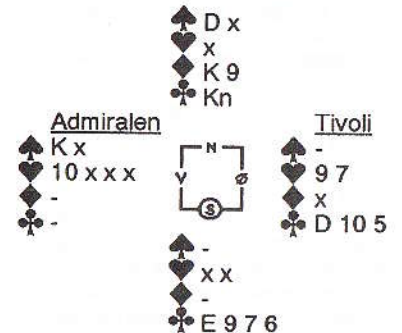 ♠ D x
♥ x
♦ K 9
♣ Kn
Admiralen
♠ K x
♥ 10 x x x
♦ -
♣ -
N
V Ø
S
Tivoli
♠ -
♥ 9 7
♦ x
♣ D 10 5
♠ -
♥ x x
♦ -
♣ E 9 7 6